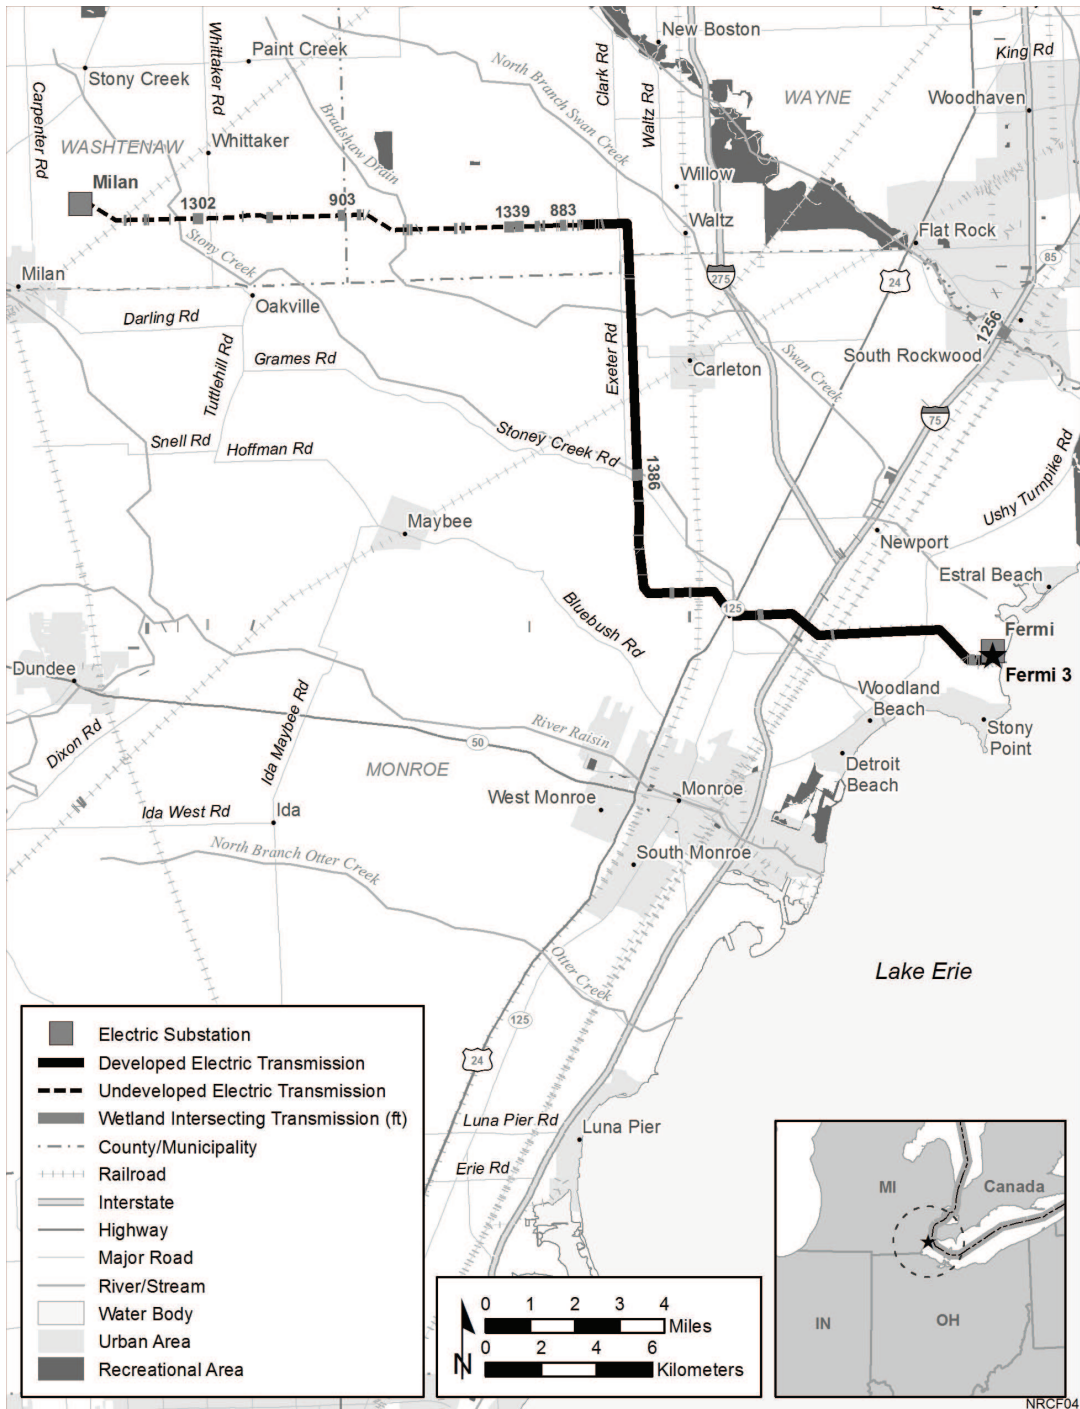 New Boston
King Rd
Whittaker Rd
Paint Creek
Clark Rd
Stony Creek
North Branch Swan Creek
Waltz Rd
WAYNE
Woodhaven
Carpenter Rd
Bradshaw Drain
WASHTENAW
Whittaker
Milan
Willow
1302
903
1339
883
Waltz
Flat Rock
Stony Creek
85
275
24
Milan
Oakville
Darling Rd
1256
Exeter Rd
South Rockwood
Grames Rd
Tuttlehill Rd
Carleton
Swan Creek
75
Snell Rd
Hoffman Rd
Stoney Creek Rd
1386
Ushy Turnpike Rd
Maybee
Newport
Estral Beach
Bluebush Rd
125
Fermi
Fermi 3
Dundee
Woodland
Beach
Stony
Point
Dixon Rd
Ida Maybee Rd
River Raisin
50
MONROE
Detroit
Beach
West Monroe
Monroe
Ida West Rd
Ida
North Branch Otter Creek
South Monroe
Otter Creek
Lake Erie
125
24
Luna Pier Rd
Luna Pier
Erie Rd
Electric Substation
Developed Electric Transmission
Undeveloped Electric Transmission
Wetland Intersecting Transmission (ft)
County/Municipality
Railroad
Interstate
Highway
Major Road
River/Stream
Water Body
Urban Area
Recreational Area
0 1 2 3 4
Miles
0 2 4 6
Kilometers
N
MI
Canada
IN
OH
NRCF04